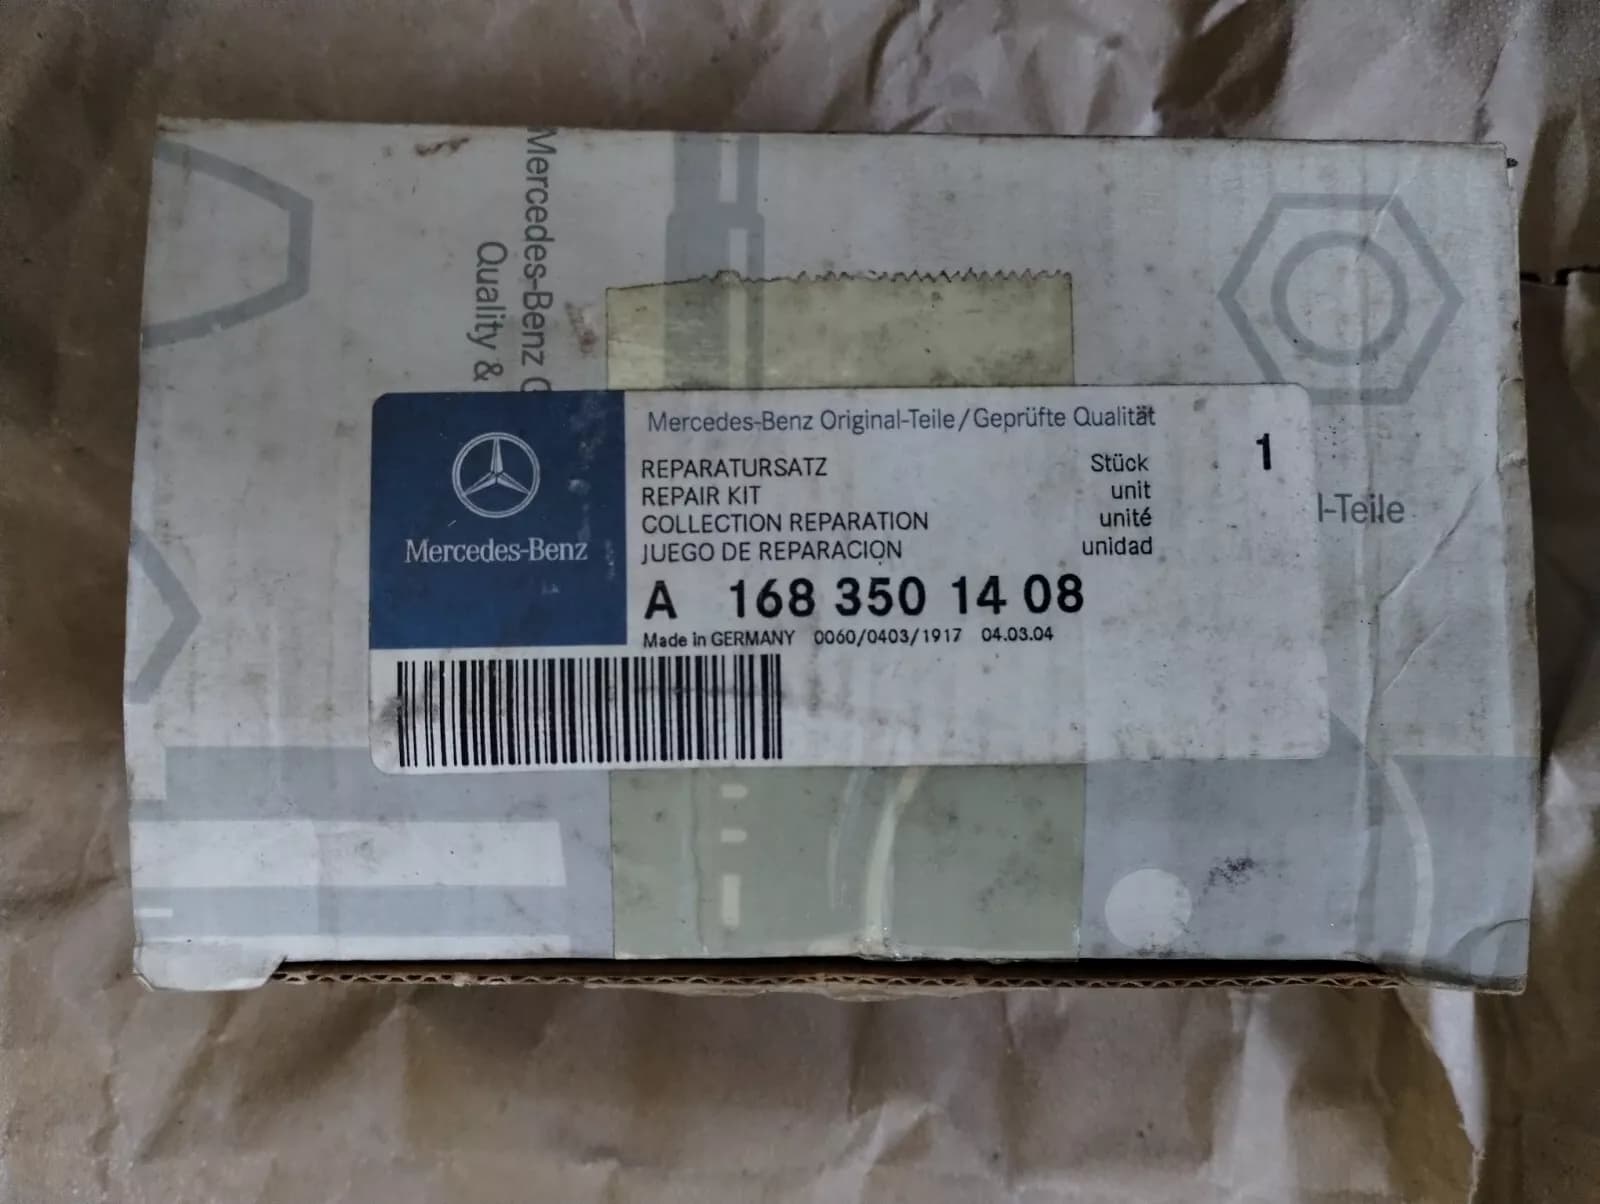 Mercedes-Benz
Quality &
Mercedes-Benz Original-Teile/Geprüfte Qualität
REPARATURSATZ Stück 1
REPAIR KIT unit
COLLECTION REPARATION unité
JUEGO DE REPARACION unidad
Mercedes-Benz
A 168 350 14 08
Made in GERMANY 0060/0403/1917 04.03.04
l-Teile